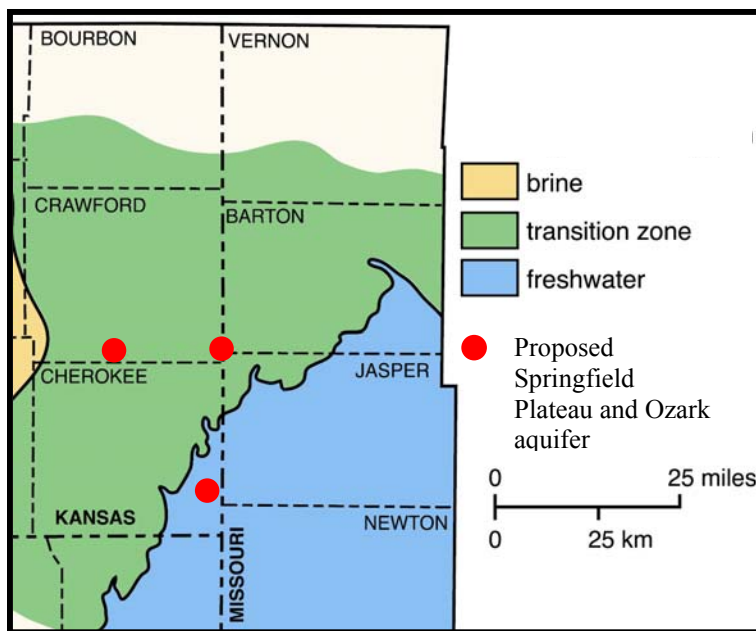 BOURBON
VERNON
CRAWFORD
BARTON
CHEROKEE
JASPER
KANSAS
NEWTON
MISSOURI
brine
transition zone
freshwater
Proposed
Springfield
Plateau and Ozark
aquifer
0 25 miles
0 25 km